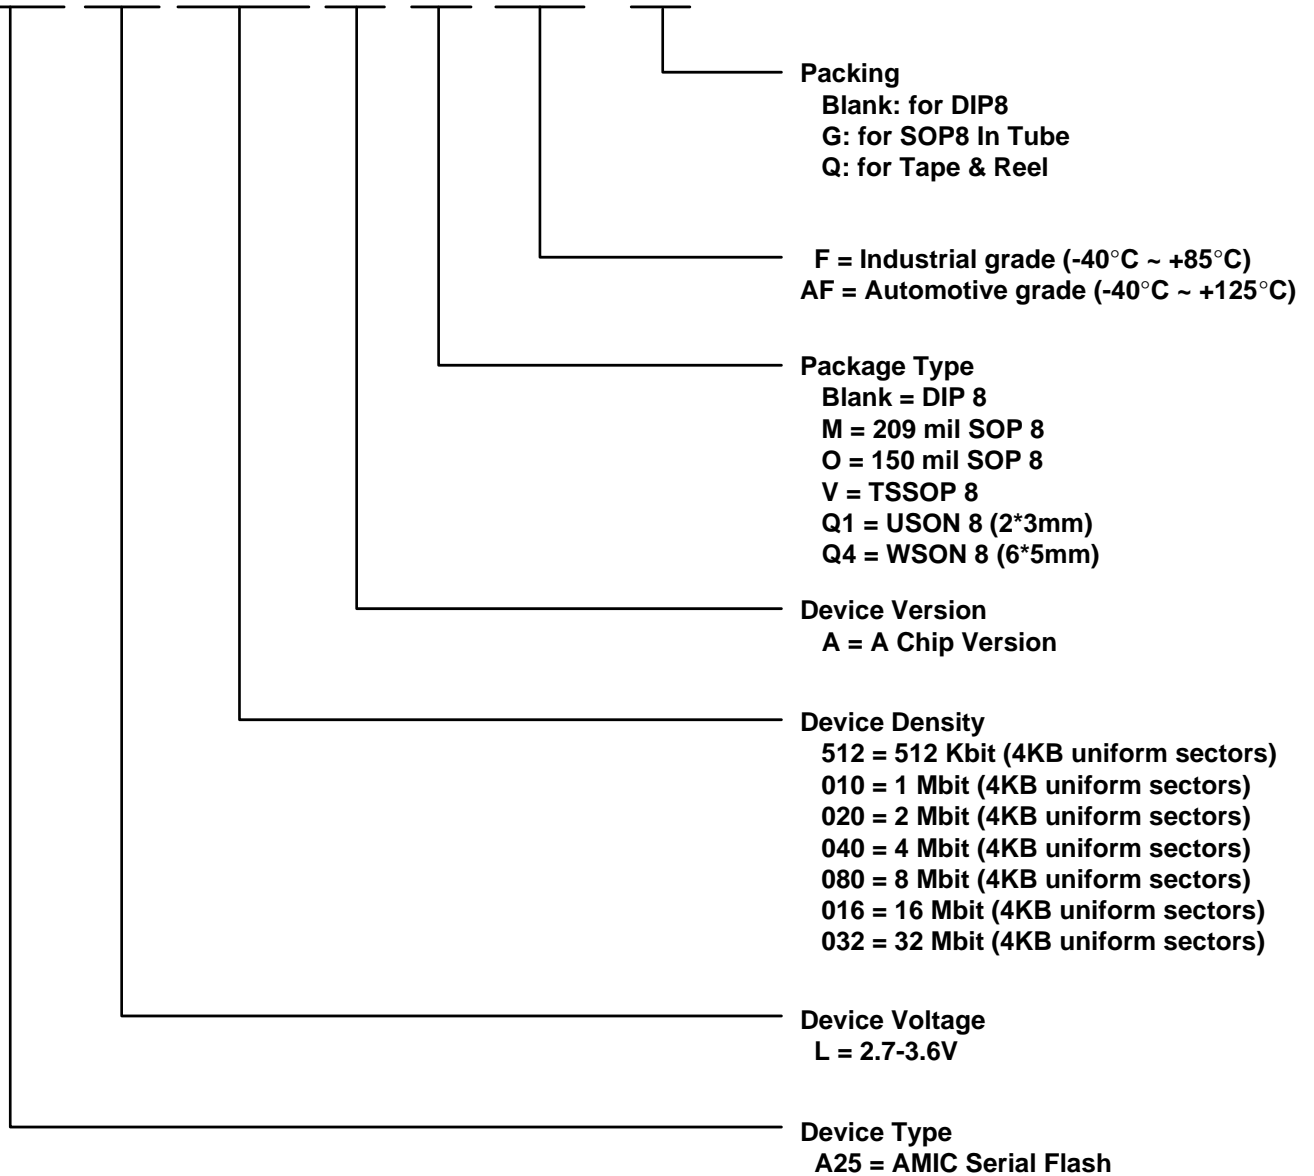 Packing
Blank: for DIP8
G: for SOP8 In Tube
Q: for Tape & Reel
F = Industrial grade (-40°C ~ +85°C)
AF = Automotive grade (-40°C ~ +125°C)
Package Type
Blank = DIP 8
M = 209 mil SOP 8
O = 150 mil SOP 8
V = TSSOP 8
Q1 = USON 8 (2*3mm)
Q4 = WSON 8 (6*5mm)
Device Version
A = A Chip Version
Device Density
512 = 512 Kbit (4KB uniform sectors)
010 = 1 Mbit (4KB uniform sectors)
020 = 2 Mbit (4KB uniform sectors)
040 = 4 Mbit (4KB uniform sectors)
080 = 8 Mbit (4KB uniform sectors)
016 = 16 Mbit (4KB uniform sectors)
032 = 32 Mbit (4KB uniform sectors)
Device Voltage
L = 2.7-3.6V
Device Type
A25 = AMIC Serial Flash